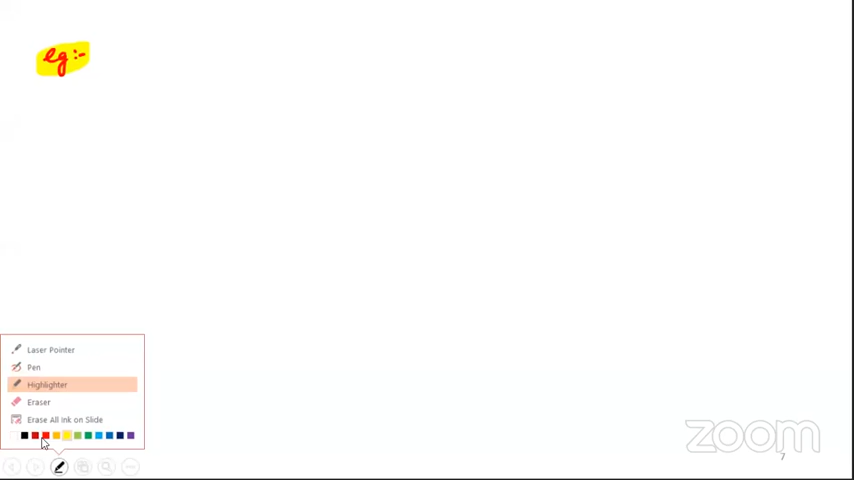 eg :-
Laser Pointer
Pen
Highlighter
Eraser
Erase All Ink on Slide
zoom
7